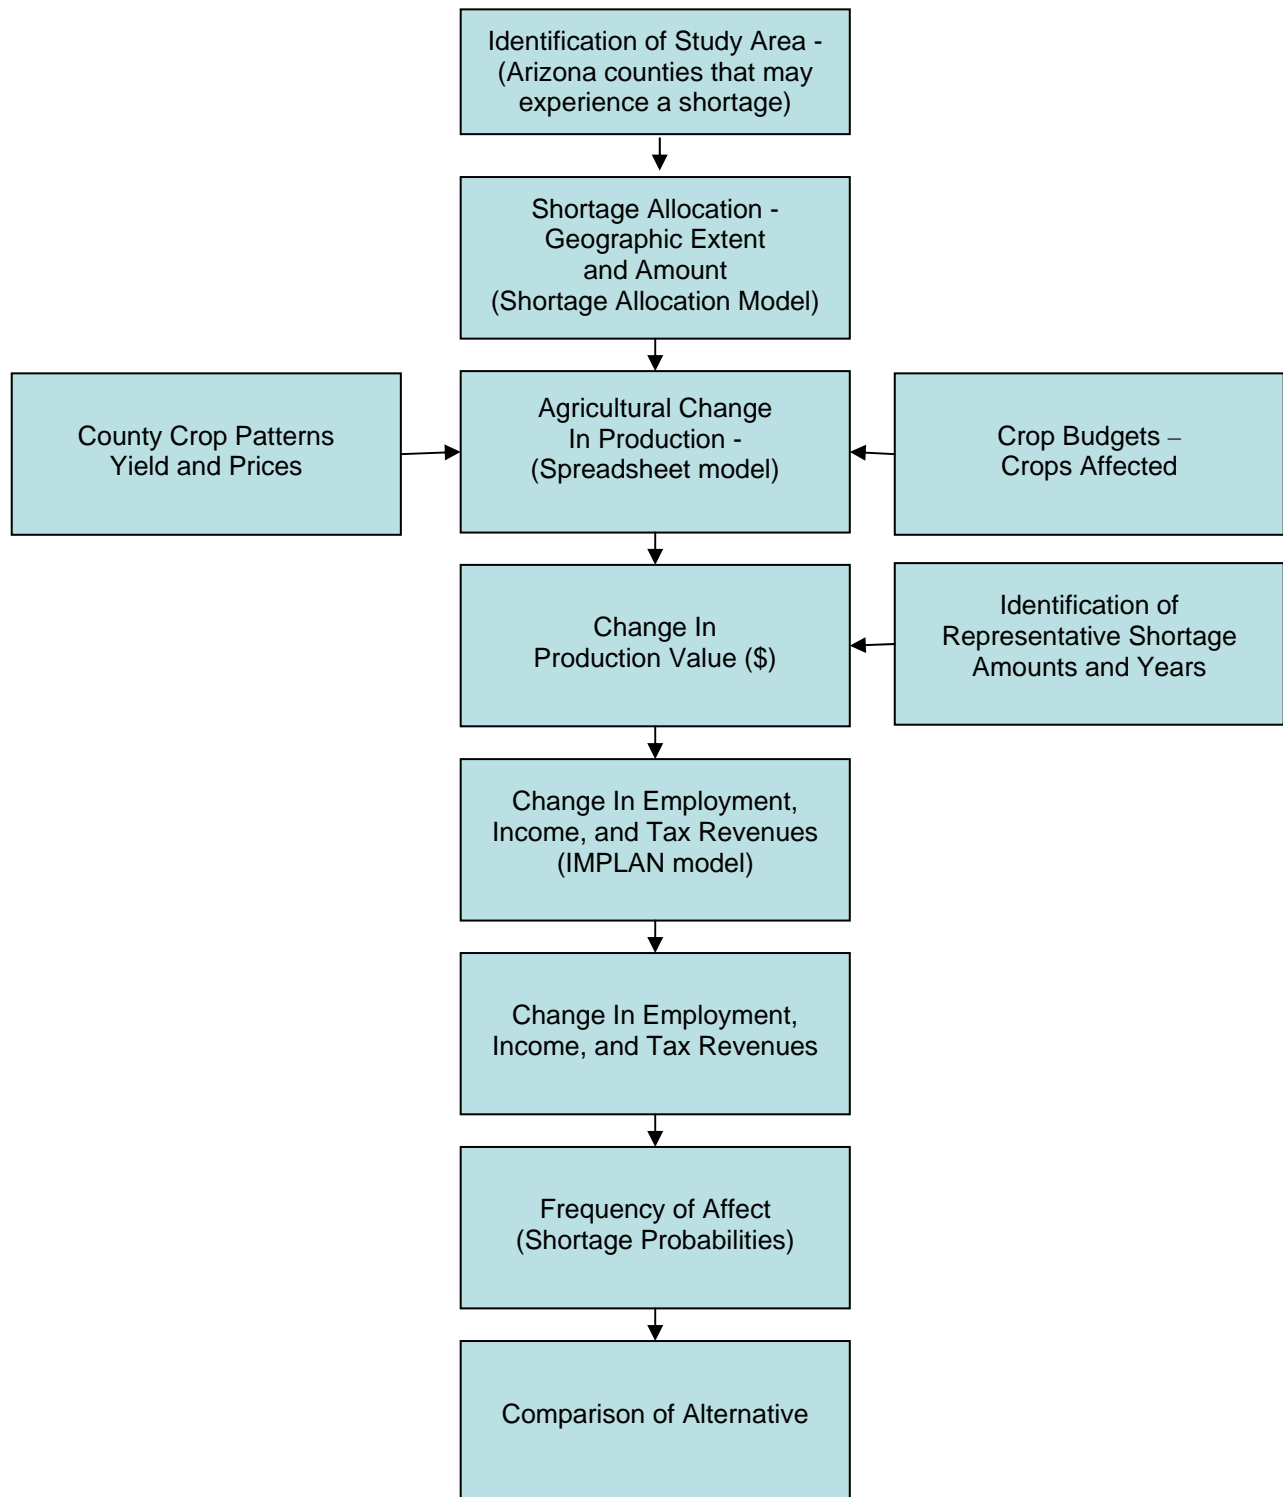 Identification of Study Area -
(Arizona counties that may
experience a shortage)
Shortage Allocation -
Geographic Extent
and Amount
(Shortage Allocation Model)
County Crop Patterns
Yield and Prices
Agricultural Change
In Production -
(Spreadsheet model)
Crop Budgets –
Crops Affected
Change In
Production Value ($)
Identification of
Representative Shortage
Amounts and Years
Change In Employment,
Income, and Tax Revenues
(IMPLAN model)
Change In Employment,
Income, and Tax Revenues
Frequency of Affect
(Shortage Probabilities)
Comparison of Alternative